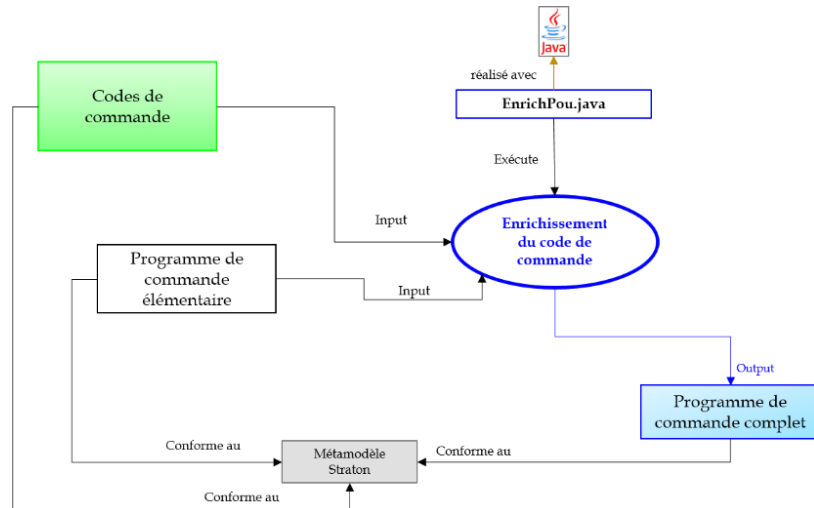 Java
réalisé avec
EnrichPou.java
Codes de
commande
Exécute
Input
Enrichissement
du code de
commande
Programme de
commande
élémentaire
Input
Output
Programme de
commande complet
Conforme au
Métamodèle
Straton
Conforme au
Conforme au